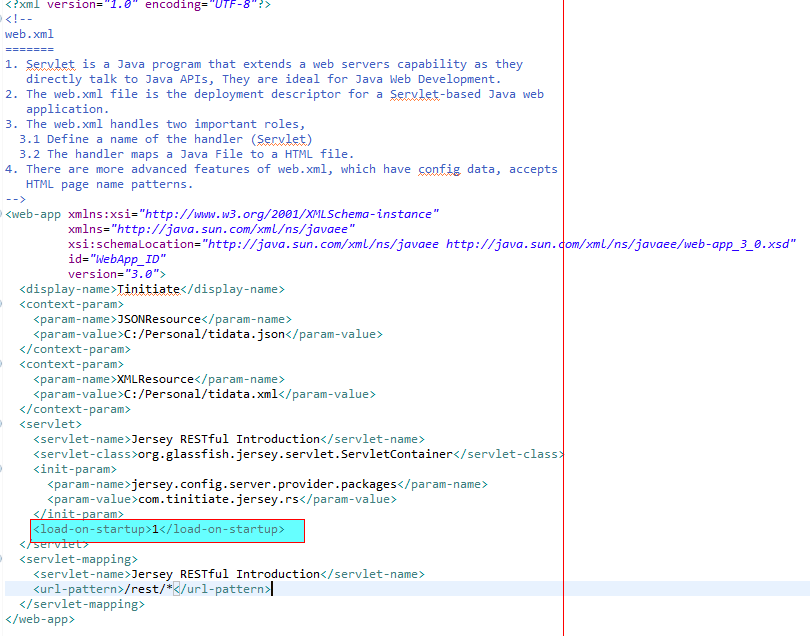 <?xml version="1.0" encoding="UTF-8"?>
<!--
web.xml
=======
1. Servlet is a Java program that extends a web servers capability as they
   directly talk to Java APIs, They are ideal for Java Web Development.
2. The web.xml file is the deployment descriptor for a Servlet-based Java web
   application.
3. The web.xml handles two important roles,
  3.1 Define a name of the handler (Servlet)
  3.2 The handler maps a Java File to a HTML file.
4. There are more advanced features of web.xml, which have config data, accepts
   HTML page name patterns.
-->
<web-app xmlns:xsi="http://www.w3.org/2001/XMLSchema-instance"
         xmlns="http://java.sun.com/xml/ns/javaee"
         xsi:schemaLocation="http://java.sun.com/xml/ns/javaee http://java.sun.com/xml/ns/javaee/web-app_3_0.xsd"
         id="WebApp_ID"
         version="3.0">
  <display-name>Tinitiate</display-name>
  <context-param>
    <param-name>JSONResource</param-name>
    <param-value>C:/Personal/tidata.json</param-value>
  </context-param>
  <context-param>
    <param-name>XMLResource</param-name>
    <param-value>C:/Personal/tidata.xml</param-value>
  </context-param>
  <servlet>
    <servlet-name>Jersey RESTful Introduction</servlet-name>
    <servlet-class>org.glassfish.jersey.servlet.ServletContainer</servlet-class>
    <init-param>
      <param-name>jersey.config.server.provider.packages</param-name>
      <param-value>com.tinitiate.jersey.rs</param-value>
    </init-param>
    <load-on-startup>1</load-on-startup>
  </servlet>
  <servlet-mapping>
    <servlet-name>Jersey RESTful Introduction</servlet-name>
    <url-pattern>/rest/*</url-pattern>
  </servlet-mapping>
</web-app>